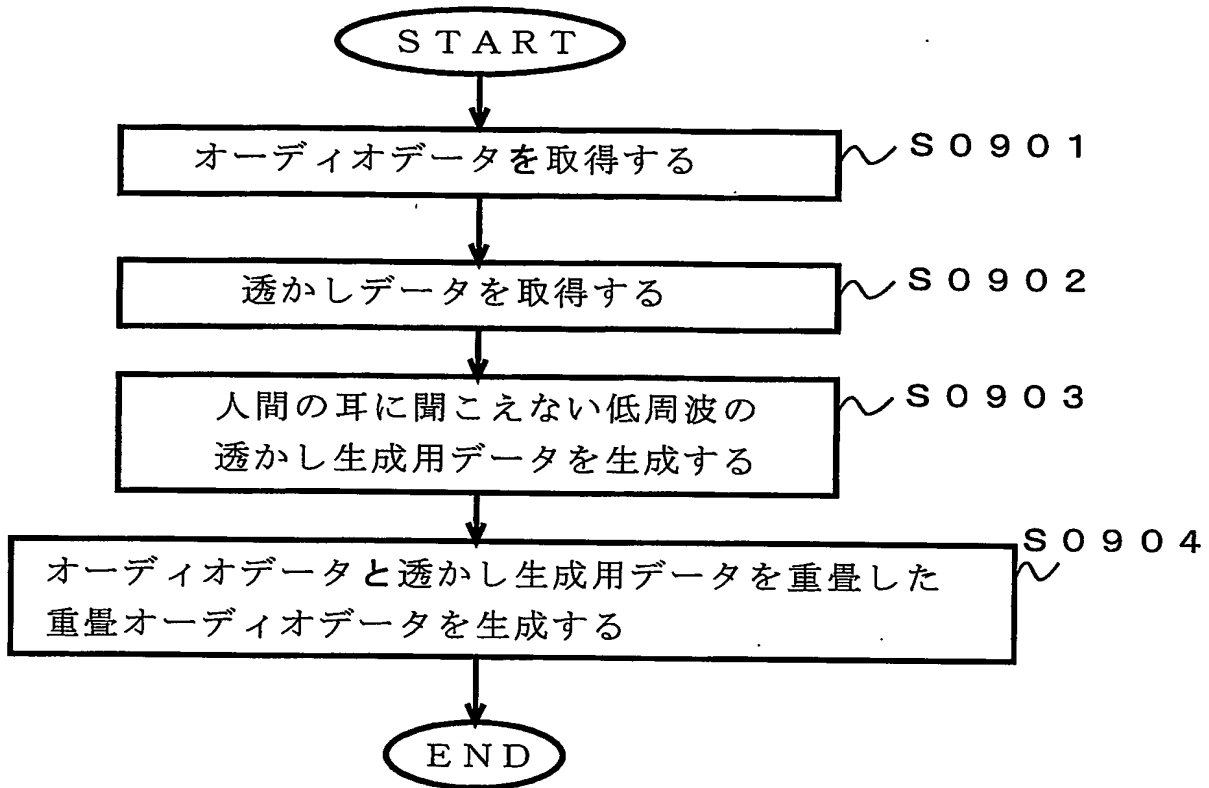 START
オーディオデータを取得する
S0901
透かしデータを取得する
S0902
人間の耳に聞こえない低周波の
透かし生成用データを生成する
S0903
オーディオデータと透かし生成用データを重畳した
重畳オーディオデータを生成する
S0904
END